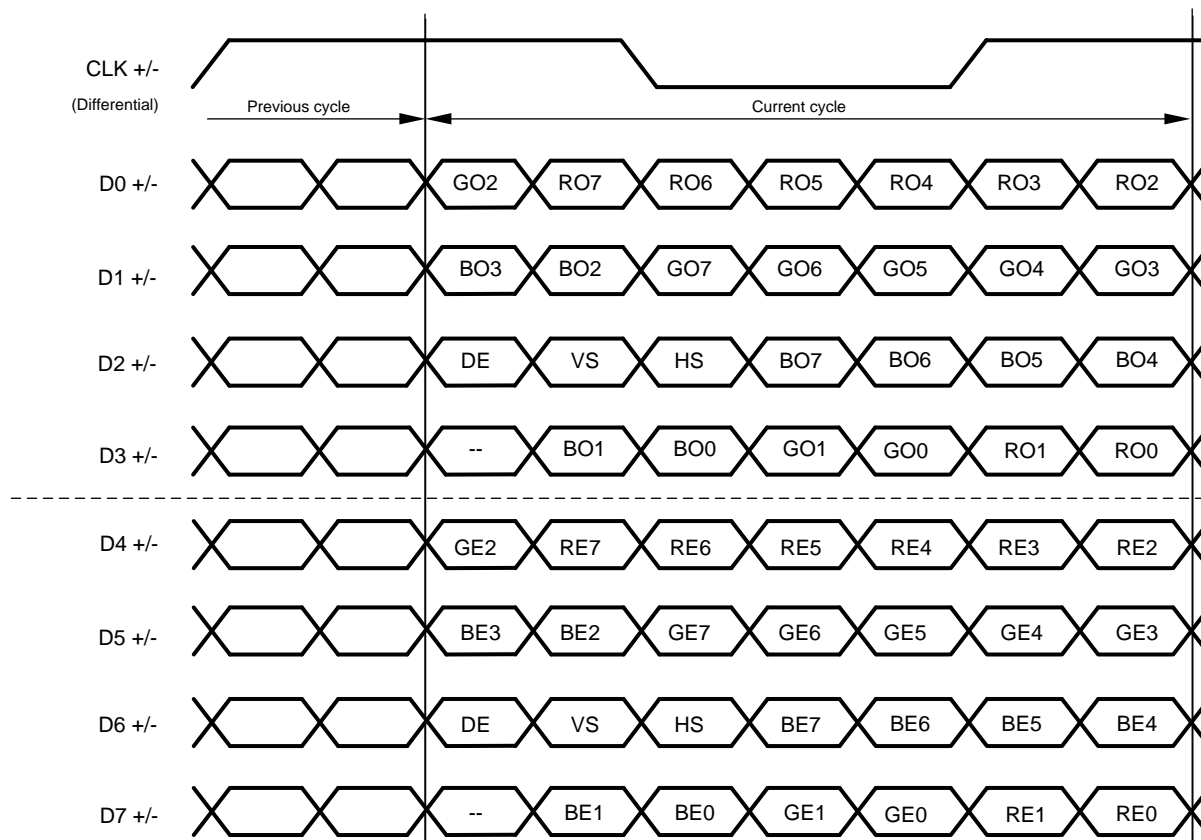 CLK +/-
(Differential)
Previous cycle
Current cycle
D0 +/- GO2 RO7 RO6 RO5 RO4 RO3 RO2
D1 +/- BO3 BO2 GO7 GO6 GO5 GO4 GO3
D2 +/- DE VS HS BO7 BO6 BO5 BO4
D3 +/- -- BO1 BO0 GO1 GO0 RO1 RO0
D4 +/- GE2 RE7 RE6 RE5 RE4 RE3 RE2
D5 +/- BE3 BE2 GE7 GE6 GE5 GE4 GE3
D6 +/- DE VS HS BE7 BE6 BE5 BE4
D7 +/- -- BE1 BE0 GE1 GE0 RE1 RE0